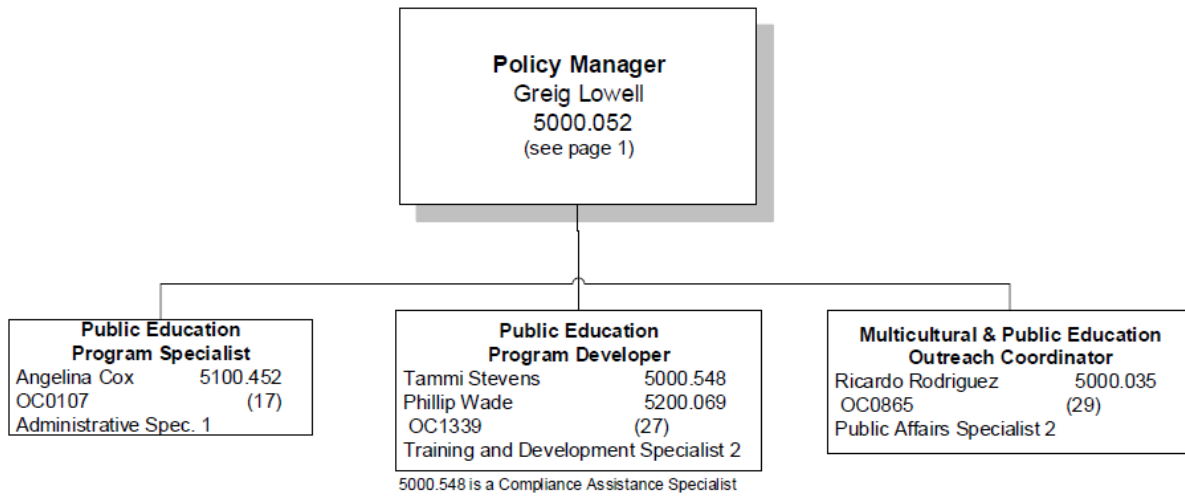 Policy Manager
Greig Lowell
5000.052
(see page 1)
Public Education
Program Specialist
Angelina Cox 5100.452
OC0107 (17)
Administrative Spec. 1
Public Education
Program Developer
Tammi Stevens 5000.548
Phillip Wade 5200.069
OC1339 (27)
Training and Development Specialist 2
5000.548 is a Compliance Assistance Specialist
Multicultural & Public Education
Outreach Coordinator
Ricardo Rodriguez 5000.035
OC0865 (29)
Public Affairs Specialist 2